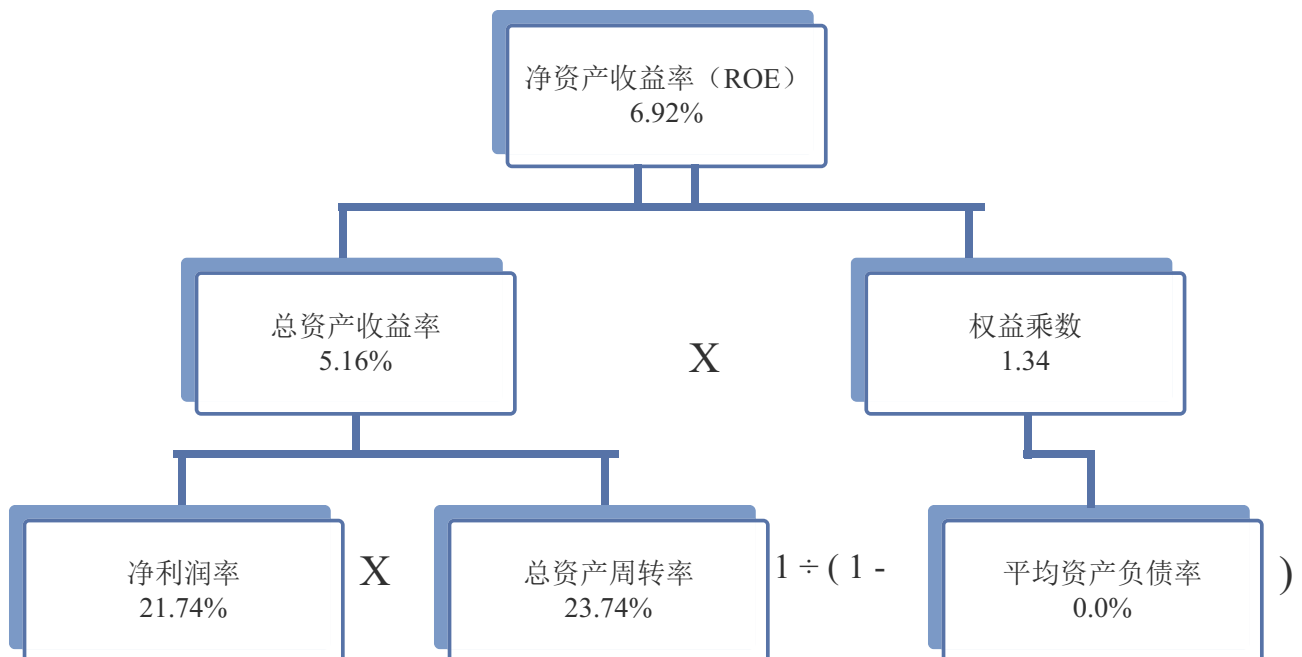 净资产收益率（ROE）
6.92%
总资产收益率
5.16%
X
权益乘数
1.34
净利润率
21.74%
X
总资产周转率
23.74%
1 ÷ ( 1 -
平均资产负债率
0.0%
)